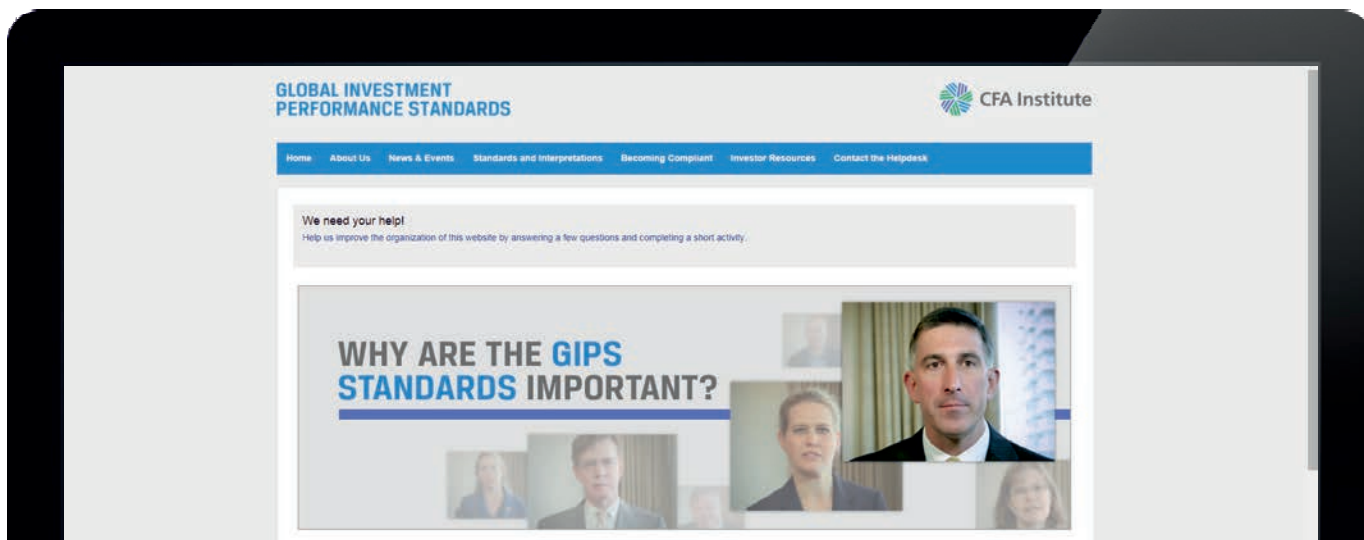 GLOBAL INVESTMENT
PERFORMANCE STANDARDS
CFA Institute
Home About Us News & Events Standards and Interpretations Becoming Compliant Investor Resources Contact the Helpdesk
We need your help!
Help us improve the organization of this website by answering a few questions and completing a short activity.
WHY ARE THE GIPS
STANDARDS IMPORTANT?